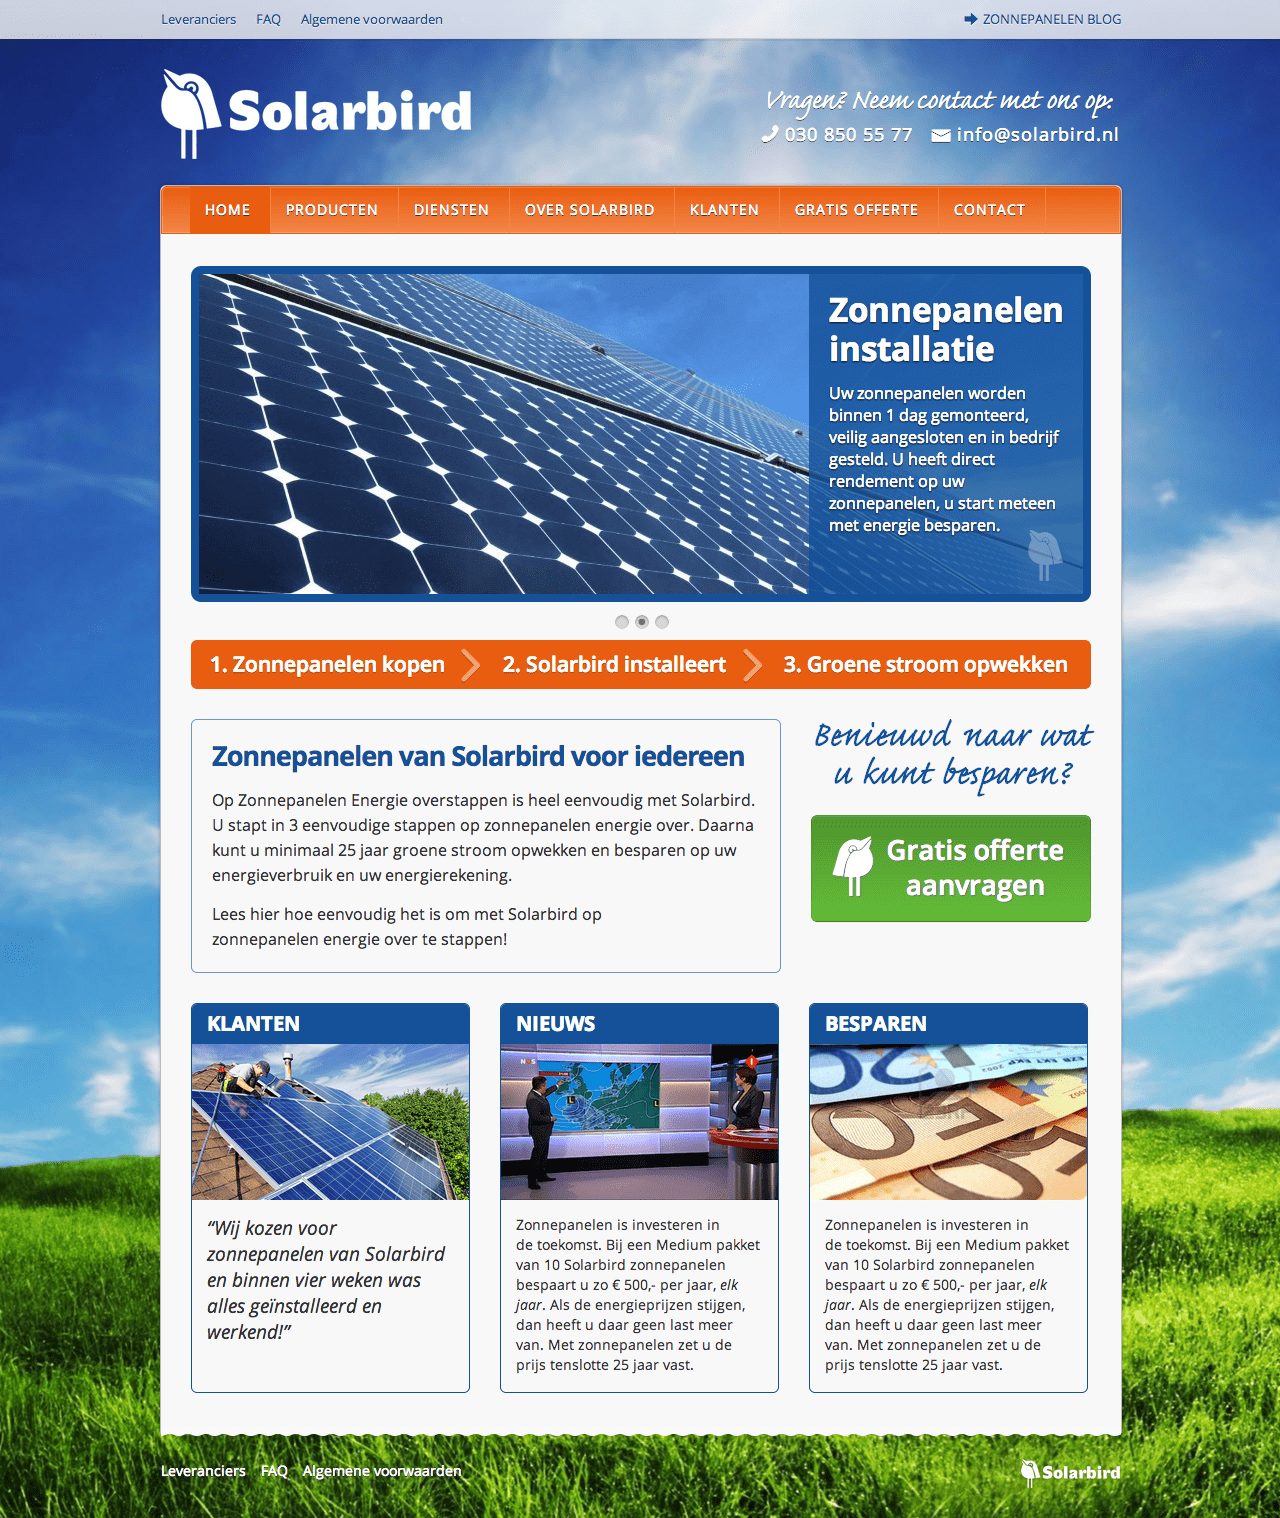 Leveranciers FAQ Algemene voorwaarden ZONNEPANELEN BLOG
Solarbird
Vragen? Neem contact met ons op:
030 850 55 77 info@solarbird.nl
HOME PRODUCTEN DIENSTEN OVER SOLARBIRD KLANTEN GRATIS OFFERTE CONTACT
Zonnepanelen
installatie
Uw zonnepanelen worden
binnen 1 dag gemonteerd,
veilig aangesloten en in bedrijf
gesteld. U heeft direct
rendement op uw
zonnepanelen, u start meteen
met energie besparen.
1. Zonnepanelen kopen 2. Solarbird installeert 3. Groene stroom opwekken
Zonnepanelen van Solarbird voor iedereen
Op Zonnepanelen Energie overstappen is heel eenvoudig met Solarbird.
U stapt in 3 eenvoudige stappen op zonnepanelen energie over. Daarna
kunt u minimaal 25 jaar groene stroom opwekken en besparen op uw
energieverbruik en uw energierekening.
Lees hier hoe eenvoudig het is om met Solarbird op
zonnepanelen energie over te stappen!
Benieuwd naar wat
u kunt besparen?
Gratis offerte
aanvragen
KLANTEN
“Wij kozen voor
zonnepanelen van Solarbird
en binnen vier weken was
alles geïnstalleerd en
werkend!”
NIEUWS
NOS
L
L
Zonnepanelen is investeren in
de toekomst. Bij een Medium pakket
van 10 Solarbird zonnepanelen
bespaart u zo € 500,- per jaar, elk
jaar. Als de energieprijzen stijgen,
dan heeft u daar geen last meer
van. Met zonnepanelen zet u de
prijs tenslotte 25 jaar vast.
BESPAREN
EZB EKT EKP 2002
20
2002
50
50
Zonnepanelen is investeren in
de toekomst. Bij een Medium pakket
van 10 Solarbird zonnepanelen
bespaart u zo € 500,- per jaar, elk
jaar. Als de energieprijzen stijgen,
dan heeft u daar geen last meer
van. Met zonnepanelen zet u de
prijs tenslotte 25 jaar vast.
Leveranciers FAQ Algemene voorwaarden Solarbird